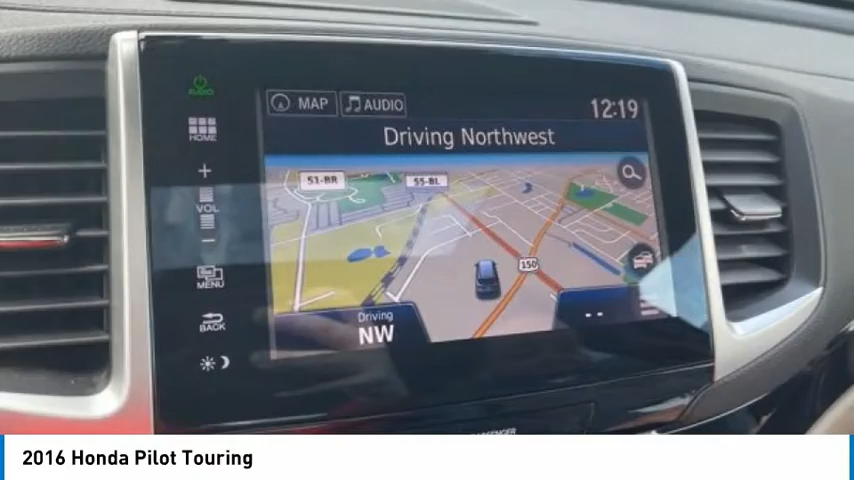 AUDIO
HOME
+
VOL
−
MENU
BACK
MAP
AUDIO
12:19
Driving Northwest
51-BR
55-BL
150
Driving
NW
--
PASSENGER
2016 Honda Pilot Touring